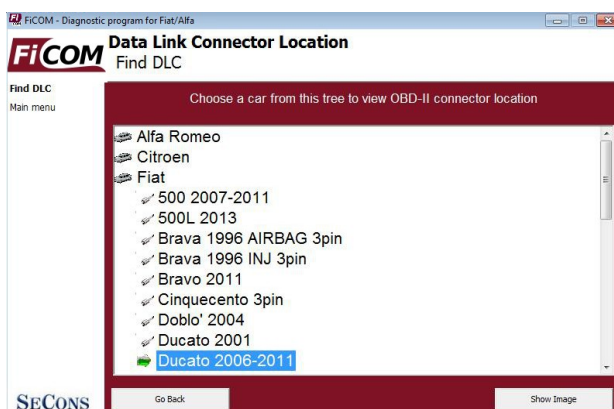 FiCOM - Diagnostic program for Fiat/Alfa
FiCOM
Data Link Connector Location
Find DLC
Find DLC
Main menu
Choose a car from this tree to view OBD-II connector location
Alfa Romeo
Citroen
Fiat
500 2007-2011
500L 2013
Brava 1996 AIRBAG 3pin
Brava 1996 INJ 3pin
Bravo 2011
Cinquecento 3pin
Doblo' 2004
Ducato 2001
Ducato 2006-2011
SECONS
Go Back
Show Image